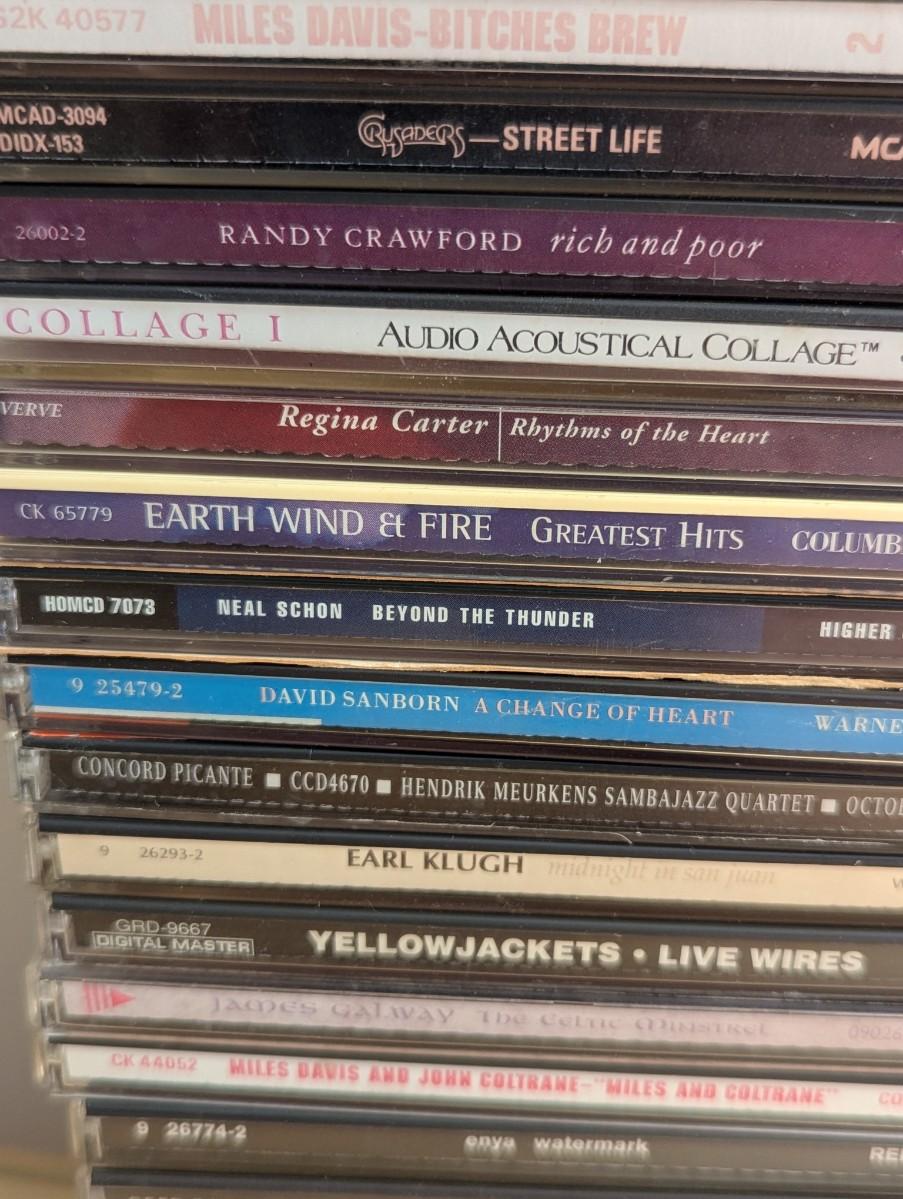 S2K 40577 MILES DAVIS-BITCHES BREW 2
MCAD-3094
DIDX-153
CRUSADERS—STREET LIFE MCA
26002-2 RANDY CRAWFORD rich and poor
COLLAGE I AUDIO ACOUSTICAL COLLAGE™
VERVE Regina Carter Rhythms of the Heart
CK 65779 EARTH WIND & FIRE GREATEST HITS COLUMB
HOMCD 7073 NEAL SCHON BEYOND THE THUNDER HIGHER
9 25479-2 DAVID SANBORN A CHANGE OF HEART WARNE
CONCORD PICANTE ■ CCD4670 ■ HENDRIK MEURKENS SAMBAJAZZ QUARTET ■ OCTO
9 26293-2 EARL KLUGH midnight in san juan
GRD-9667
DIGITAL MASTER
YELLOWJACKETS • LIVE WIRES
JAMES GALWAY THE CELTIC MINSTREL 09026
CK 44052 MILES DAVIS AND JOHN COLTRANE-"MILES AND COLTRANE" CO
9 26774-2 enya watermark RE